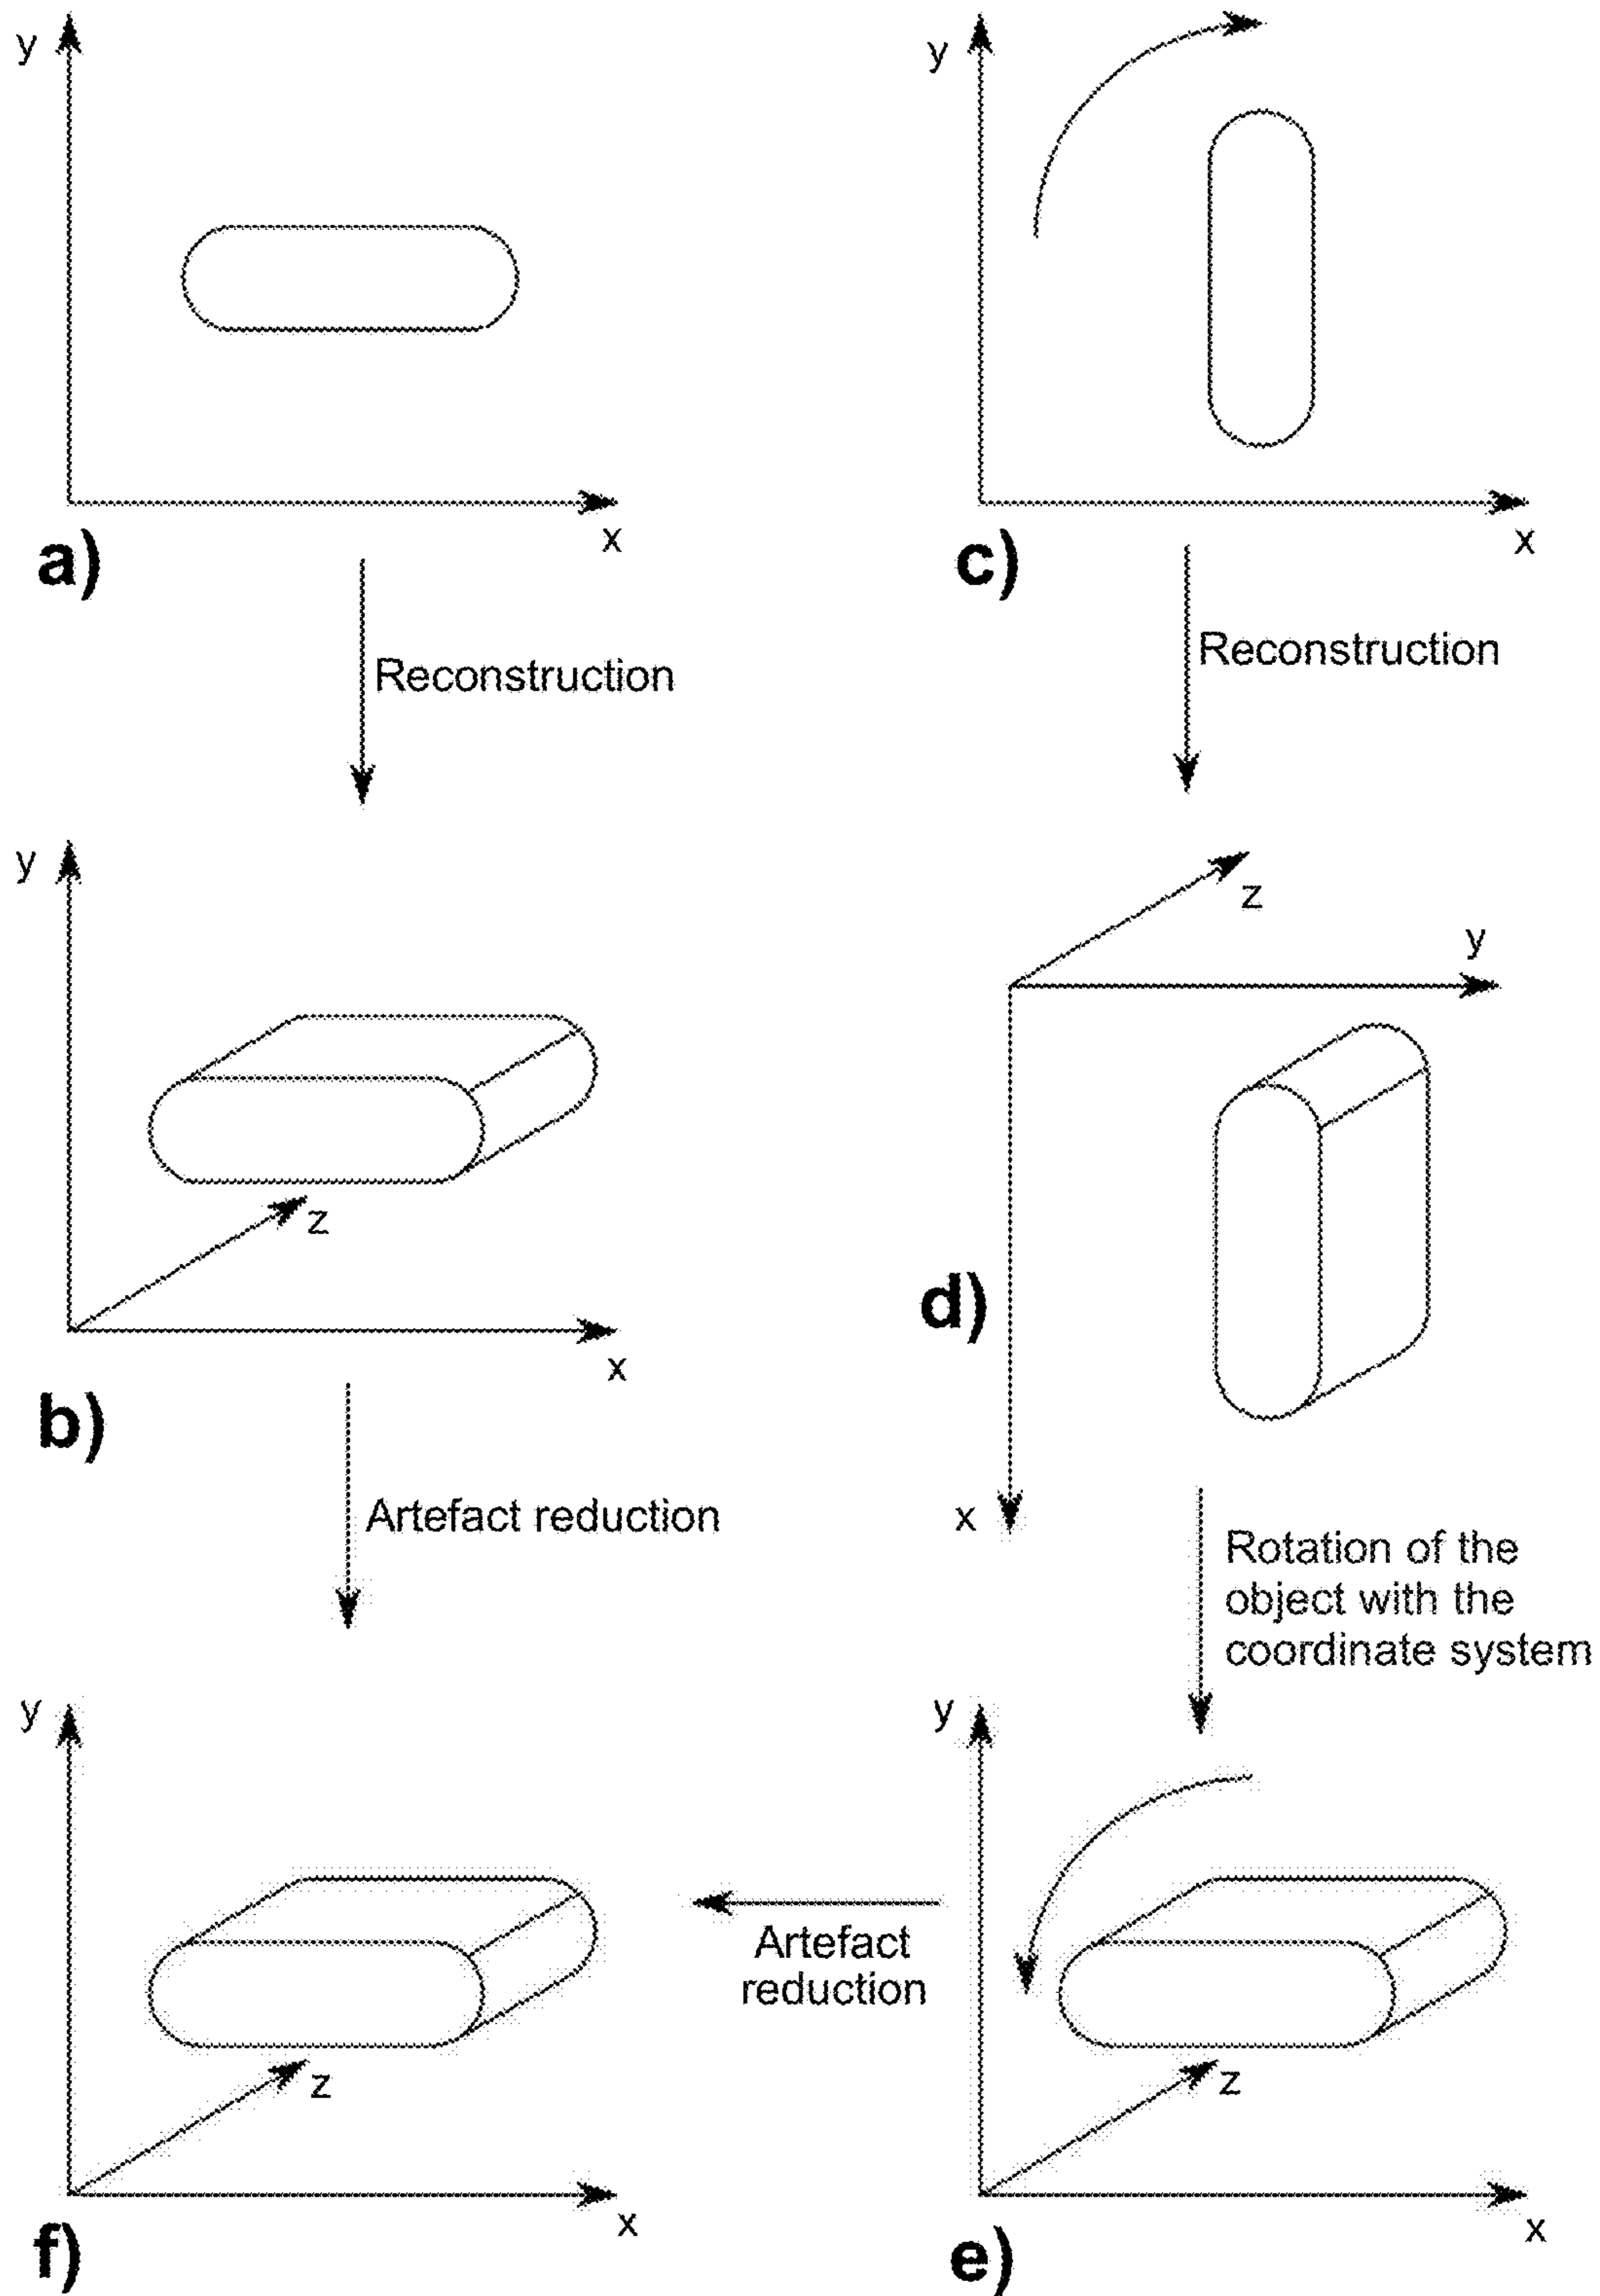 y
x
a)
Reconstruction
y
z
x
b)
Artefact reduction
y
x
c)
Reconstruction
z
y
d)
x
Rotation of the
object with the
coordinate system
y
z
x
e)
Artefact
reduction
y
z
x
f)